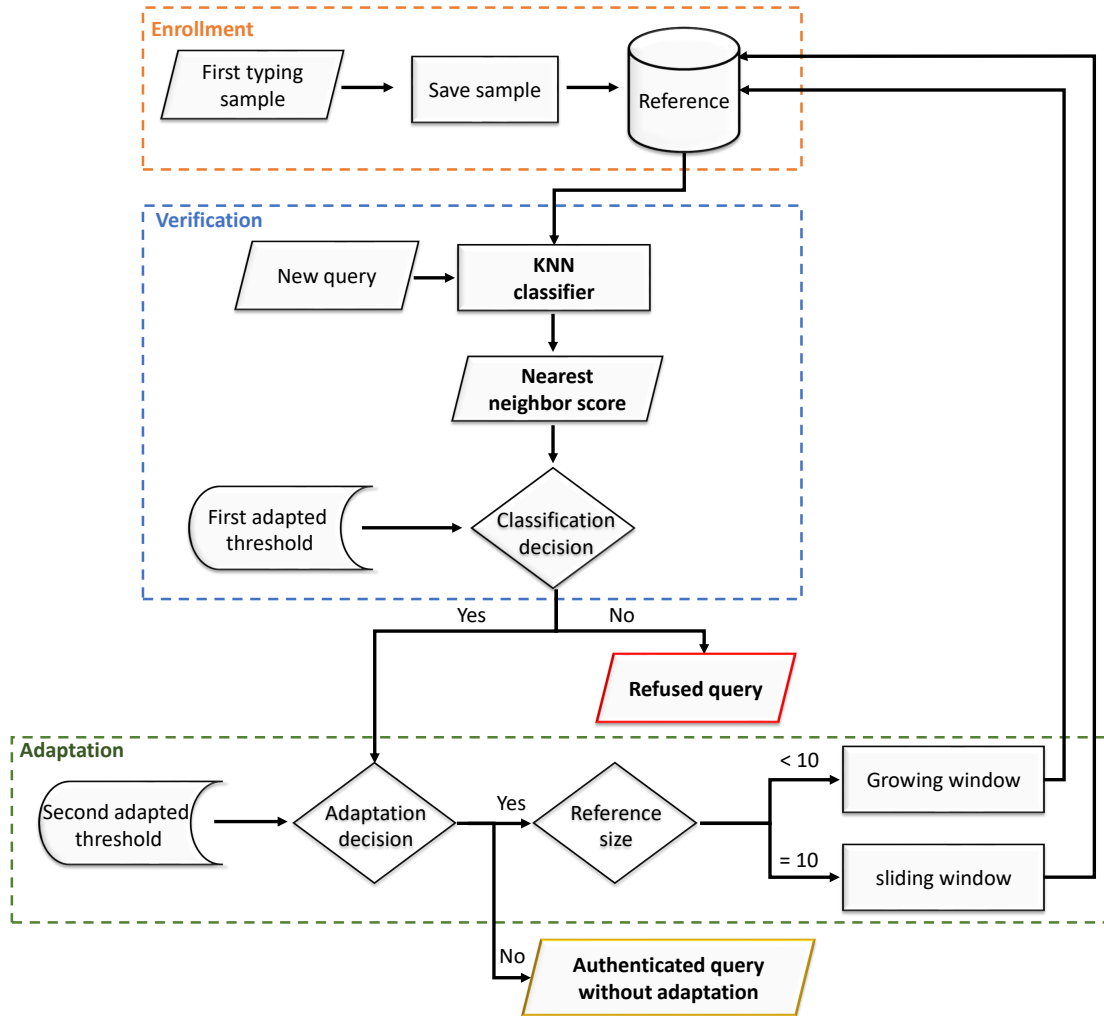 Enrollment
First typing
sample
Save sample
Reference
Verification
New query
KNN
classifier
Nearest
neighbor score
First adapted
threshold
Classification
decision
Yes
No
Refused query
Adaptation
Second adapted
threshold
Adaptation
decision
Yes
Reference
size
< 10
Growing window
= 10
sliding window
No
Authenticated query
without adaptation